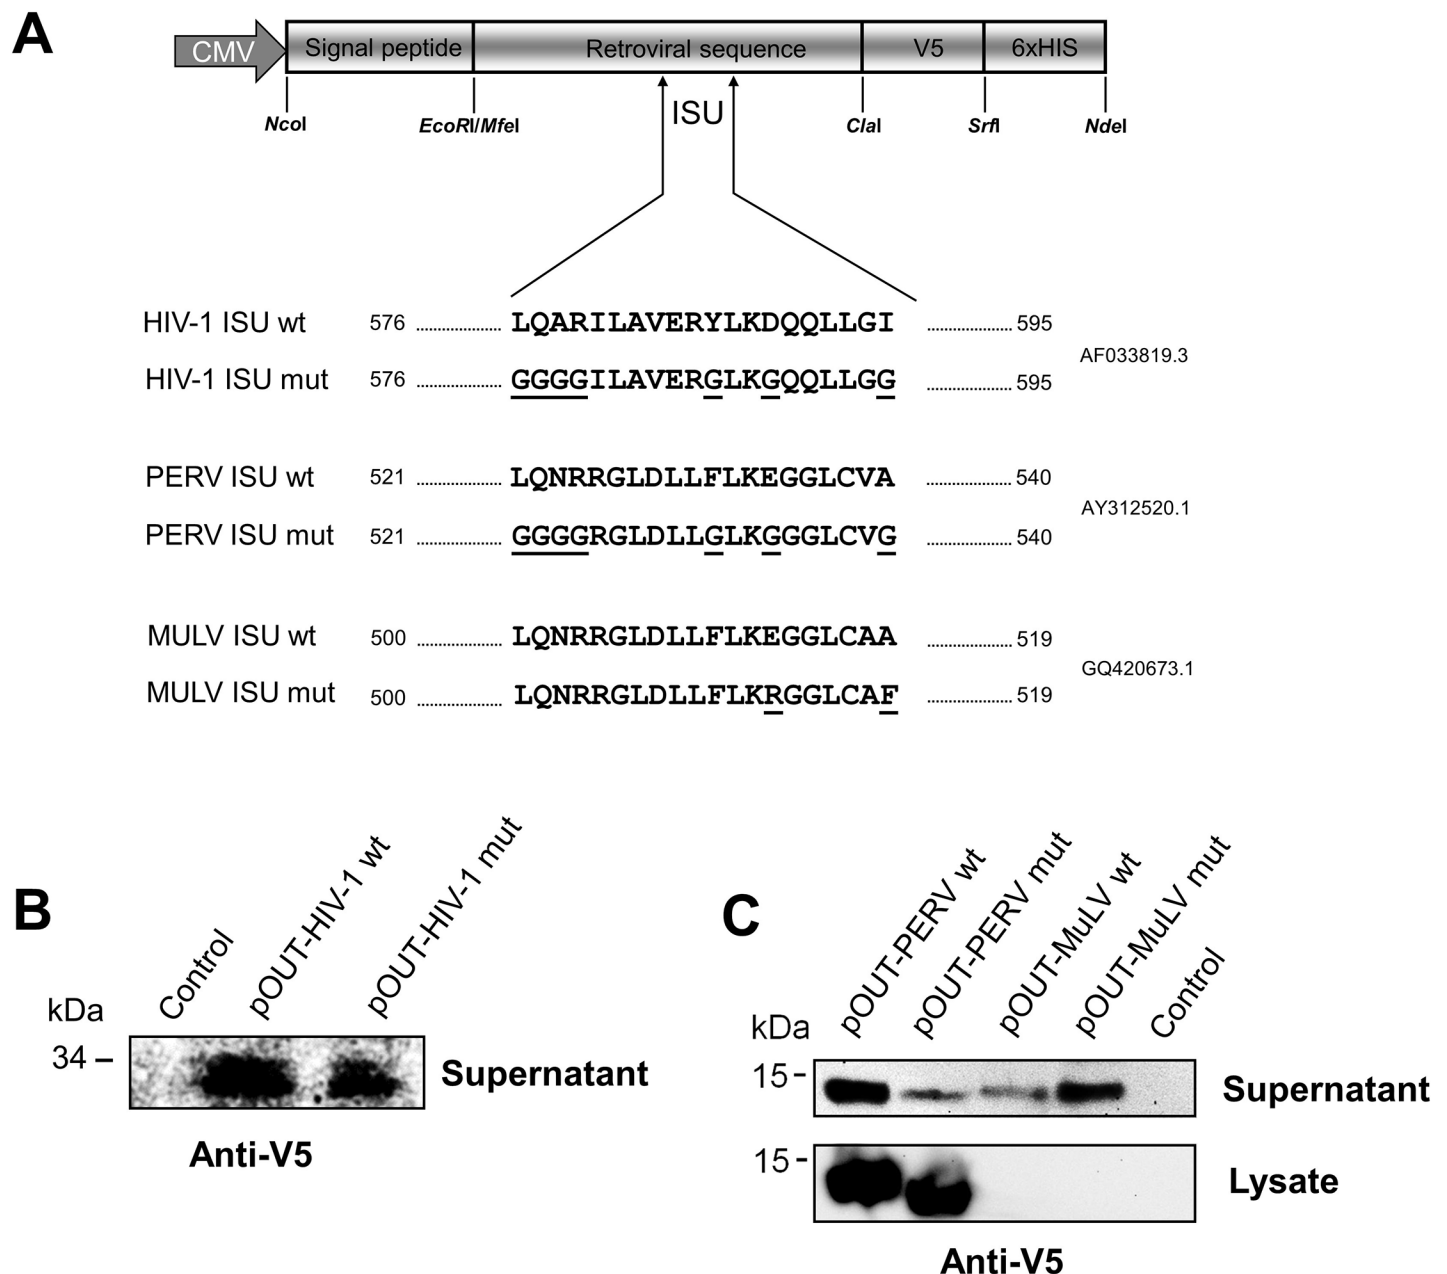 A
CMV Signal peptide Retroviral sequence V5 6xHIS
NcoI EcoRI/MfeI ISU ClaI SrfI NdeI
HIV-1 ISU wt 576 ..................... LQARILAVERYLKDQQLLGI ..................... 595
AF033819.3
HIV-1 ISU mut 576 ..................... GGGGILAVERGLKGQQLLGG ..................... 595
PERV ISU wt 521 ..................... LQNRRGLDLLFLKEGGLCVA ..................... 540
AY312520.1
PERV ISU mut 521 ..................... GGGGRGLDLLGLKGGGLCVG ..................... 540
MULV ISU wt 500 ..................... LQNRRGLDLLFLKEGGLCAA ..................... 519
GQ420673.1
MULV ISU mut 500 ..................... LQNRRGLDLLFLKRGGLCAF ..................... 519
B
Control pOUT-HIV-1 wt pOUT-HIV-1 mut
kDa
34 –
Supernatant
Anti-V5
C
pOUT-PERV wt pOUT-PERV mut pOUT-MuLV wt pOUT-MuLV mut Control
kDa
15 -
Supernatant
15 -
Lysate
Anti-V5